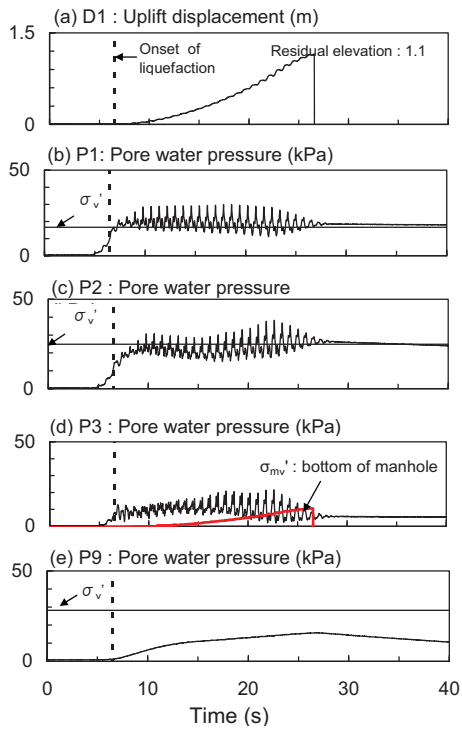 (a) D1 : Uplift displacement (m)
1.5
Onset of
liquefaction
Residual elevation : 1.1
0
(b) P1: Pore water pressure (kPa)
50
σv'
0
(c) P2: Pore water pressure
50
σv'
0
(d) P3: Pore water pressure (kPa)
50
σmv' : bottom of manhole
0
(e) P9 : Pore water pressure (kPa)
50
σv'
0
0 10 20 30 40
Time (s)